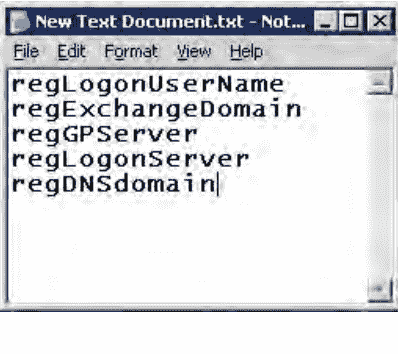 New Text Document.txt - Not...
File Edit Format View Help
regLogonUserName
regExchangeDomain
regGPServer
regLogonServer
regDNSdomain